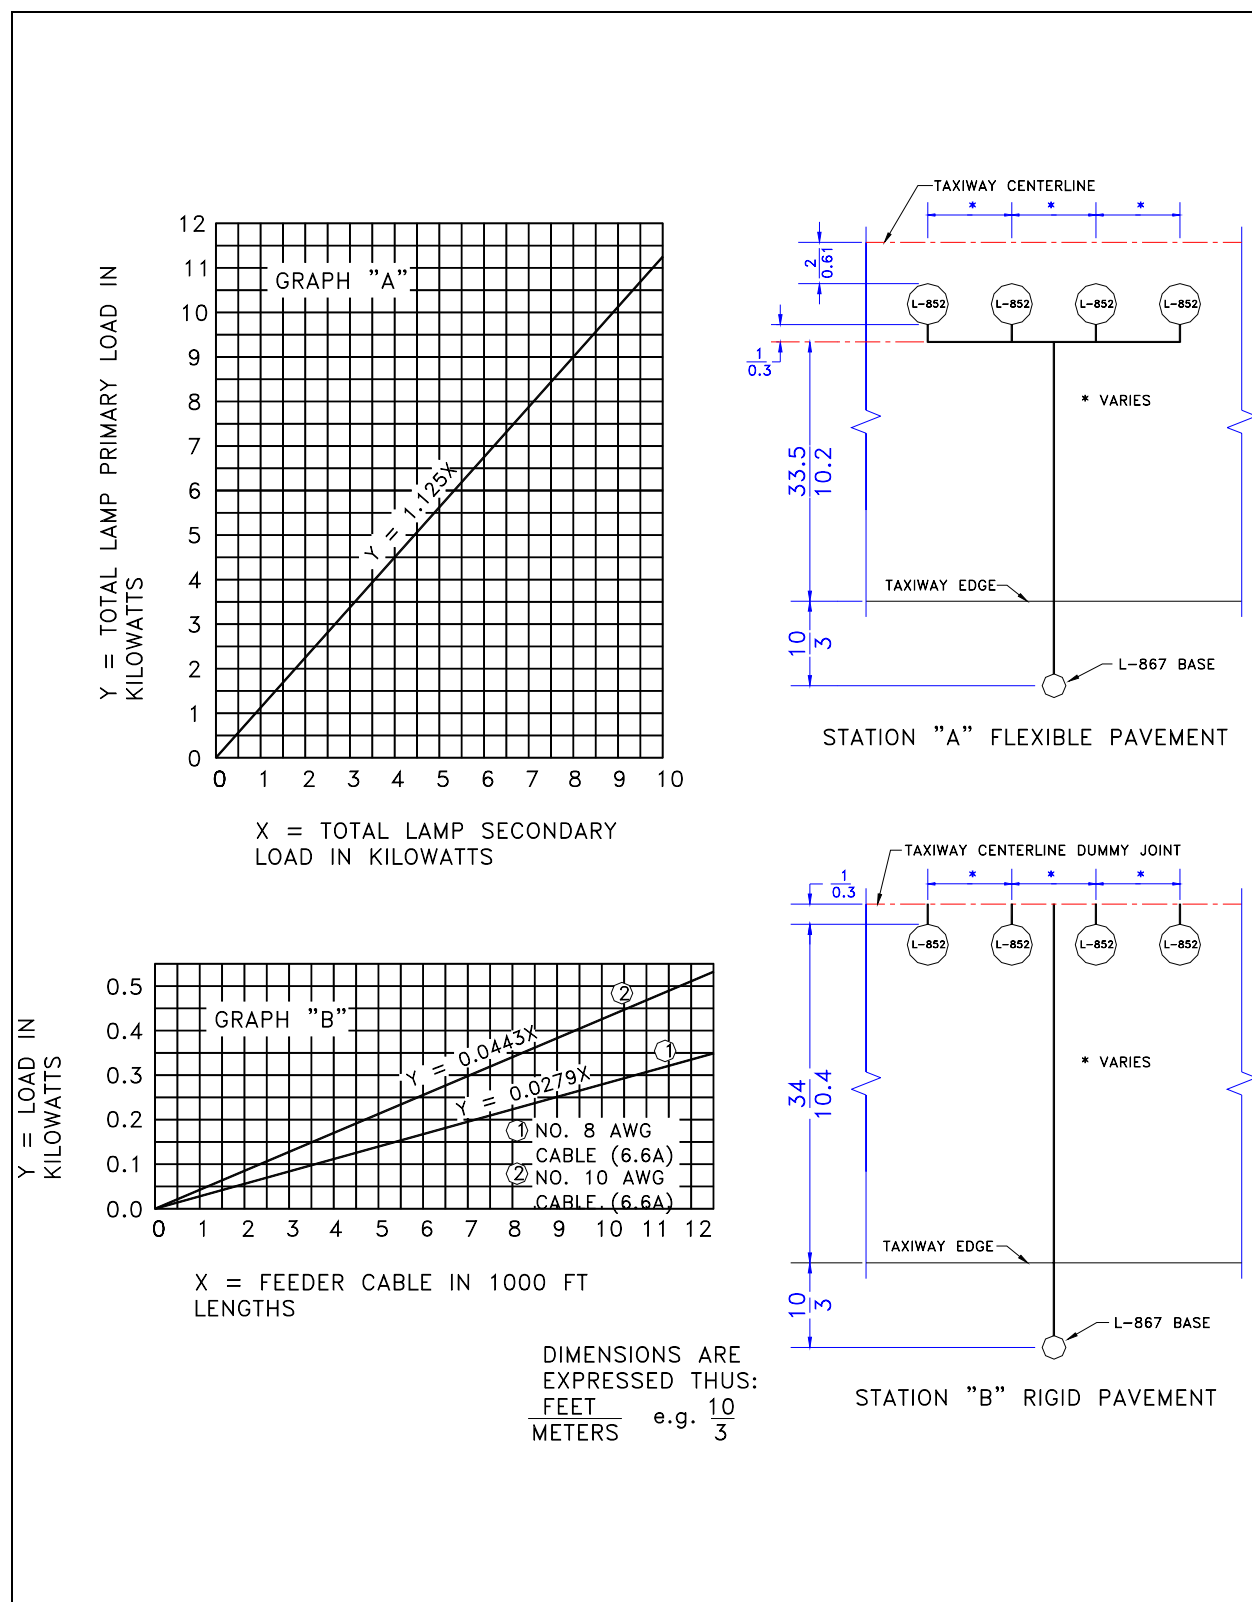 12
11
10
9
8
7
6
5
4
3
2
1
0
GRAPH "A"
Y = 1.125X
Y = TOTAL LAMP PRIMARY LOAD IN
KILOWATTS
0 1 2 3 4 5 6 7 8 9 10
X = TOTAL LAMP SECONDARY
LOAD IN KILOWATTS
TAXIWAY CENTERLINE
* * *
2
0.61
L-852 L-852 L-852 L-852
1
0.3
* VARIES
33.5
10.2
TAXIWAY EDGE
10
3
L-867 BASE
STATION "A" FLEXIBLE PAVEMENT
0.5
0.4
0.3
0.2
0.1
0.0
GRAPH "B"
2
1
Y = 0.0443X
Y = 0.0279X
1 NO. 8 AWG
CABLE (6.6A)
2 NO. 10 AWG
CABLE (6.6A)
Y = LOAD IN
KILOWATTS
0 1 2 3 4 5 6 7 8 9 10 11 12
X = FEEDER CABLE IN 1000 FT
LENGTHS
TAXIWAY CENTERLINE DUMMY JOINT
1
0.3
* * *
L-852 L-852 L-852 L-852
* VARIES
34
10.4
TAXIWAY EDGE
10
3
L-867 BASE
STATION "B" RIGID PAVEMENT
DIMENSIONS ARE
EXPRESSED THUS:
FEET
METERS
e.g. 10
3